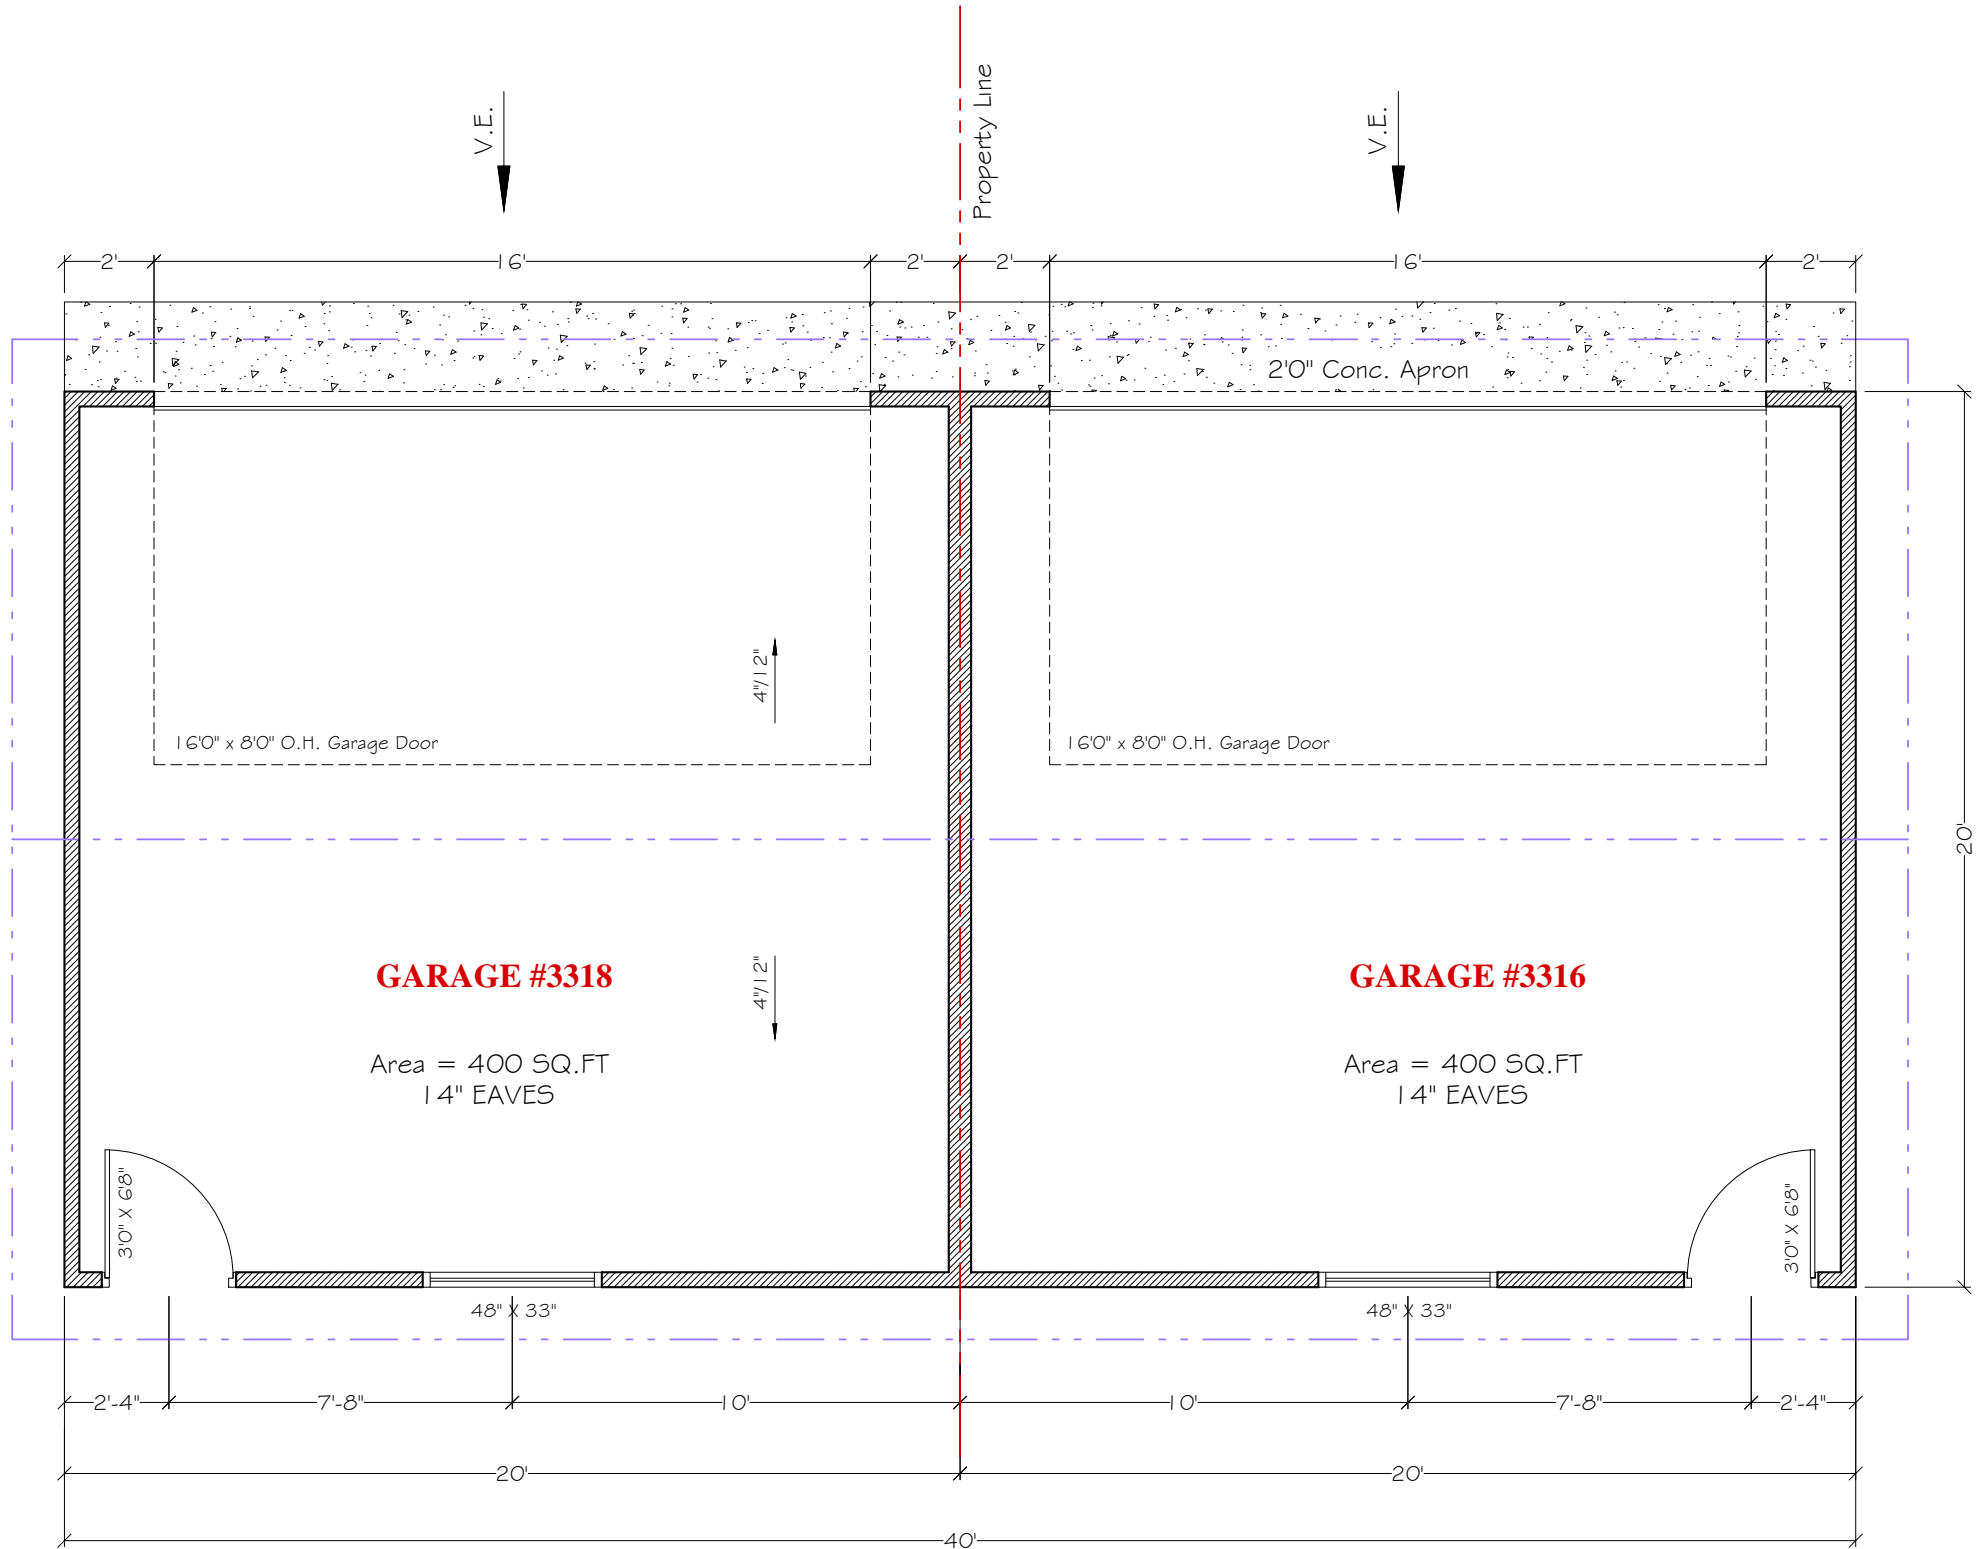 V.E.
Property Line
V.E.
2'
16'
2'
2'
16'
2'
2'0" Conc. Apron
4"/12"
16'0" x 8'0" O.H. Garage Door
16'0" x 8'0" O.H. Garage Door
20'
GARAGE #3318
GARAGE #3316
4"/12"
Area = 400 SQ.FT
14" EAVES
Area = 400 SQ.FT
14" EAVES
3'0" X 6'8"
3'0" X 6'8"
48" X 33"
48" X 33"
2'-4"
7'-8"
10'
10'
7'-8"
2'-4"
20'
20'
40'